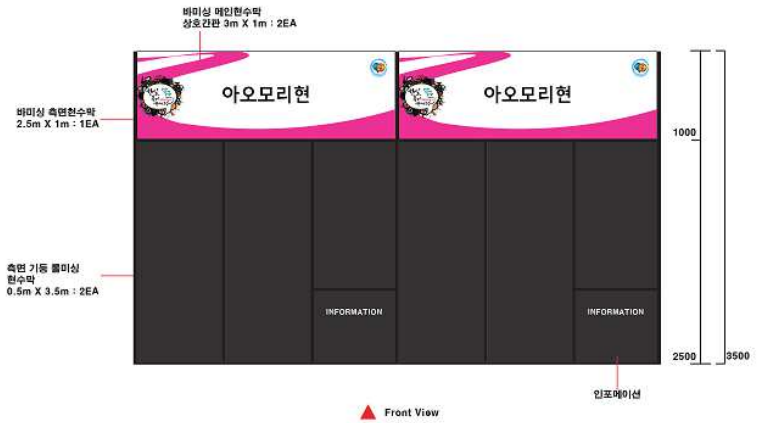 바미싱 메인현수막
상호간판 3m X 1m : 2EA
아오모리현
아오모리현
바미싱 측면현수막
2.5m X 1m : 1EA
1000
측면 기둥 롤미싱
현수막
0.5m X 3.5m : 2EA
INFORMATION
INFORMATION
2500
3500
인포메이션
Front View